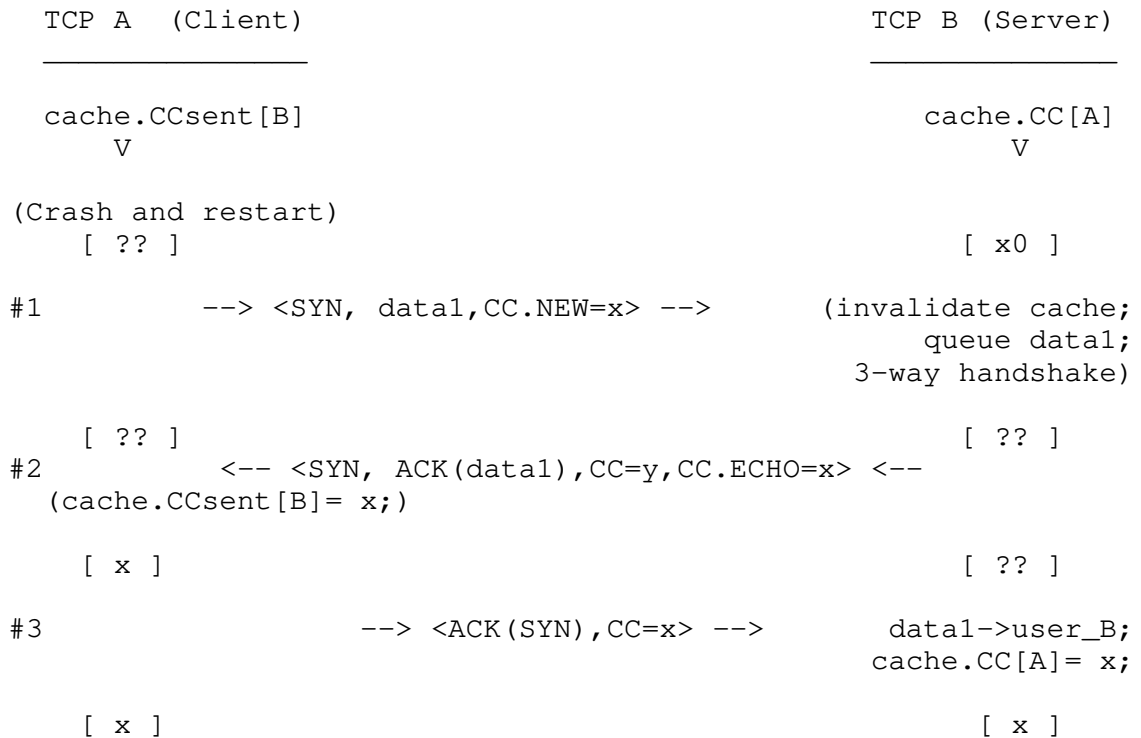 TCP A  (Client)                                TCP B (Server)
_______________                                ______________
cache.CCsent[B]                                   cache.CC[A]
V                                                  V
(Crash and restart)
[ ?? ]                                            [ x0 ]
#1           --> <SYN, data1,CC.NEW=x> -->      (invalidate cache;
queue data1;
3-way handshake)
[ ?? ]                                            [ ?? ]
#2            <-- <SYN, ACK(data1),CC=y,CC.ECHO=x> <--
(cache.CCsent[B]= x;)
[ x ]                                             [ ?? ]
#3                    --> <ACK(SYN),CC=x> -->       data1->user_B;
cache.CC[A]= x;
[ x ]                                              [ x ]